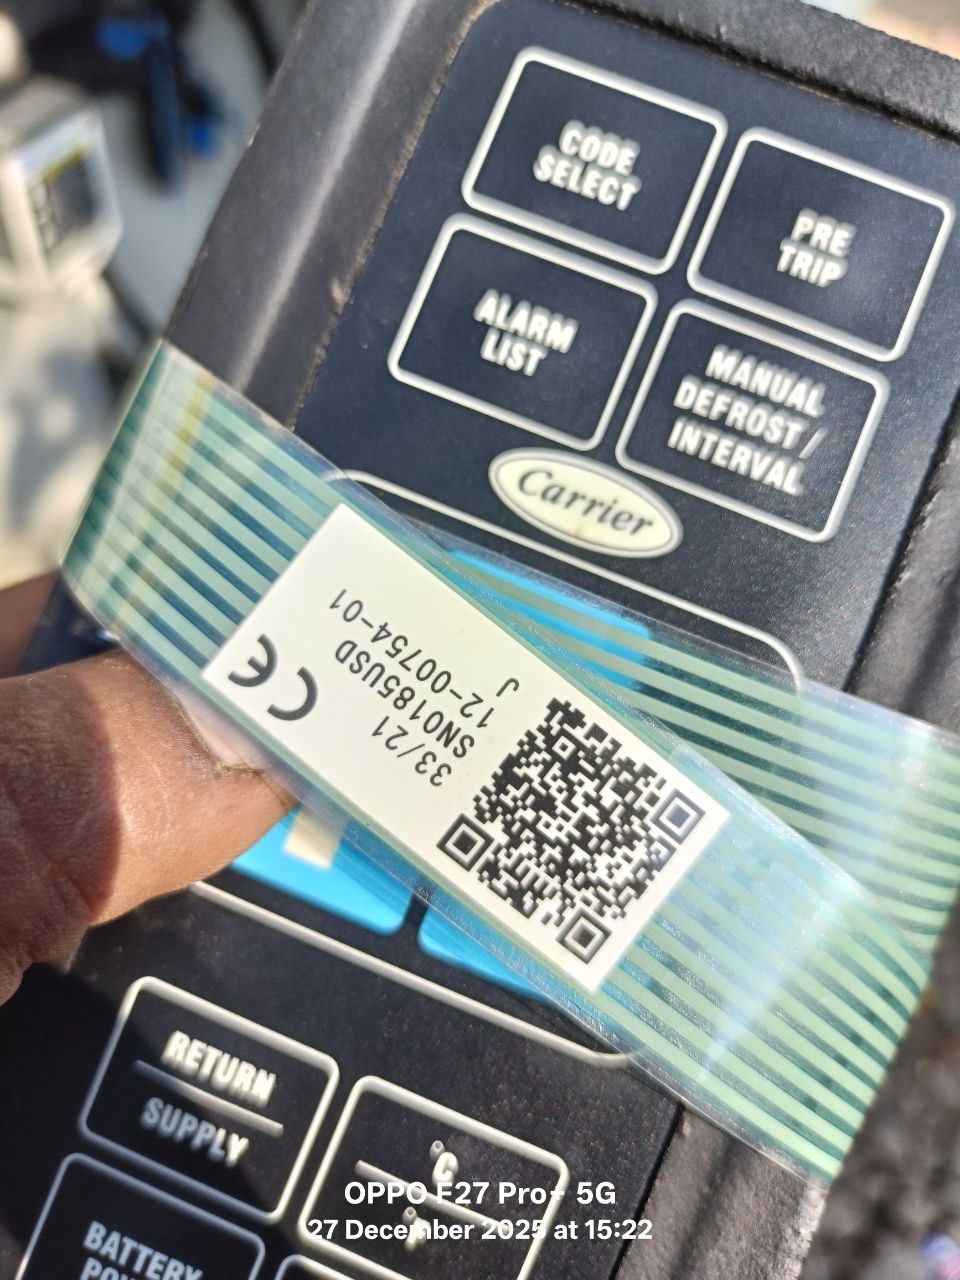 CODE
SELECT
PRE
TRIP
ALARM
LIST
MANUAL
DEFROST/
INTERVAL
Carrier
33/21
SN0185USD
12-00754-01
J
CE
RETURN
SUPPLY
°C
°F
BATTERY
OPPO F27 Pro+ 5G
27 December 2025 at 15:22